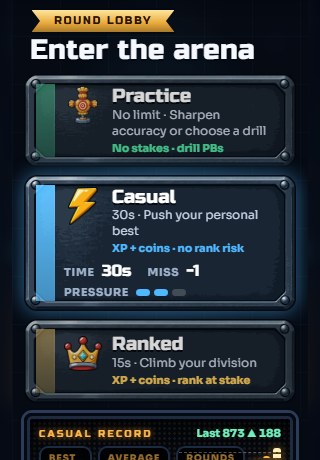 ROUND LOBBY
Enter the arena
Practice
No limit · Sharpen
accuracy or choose a drill
No stakes · drill PBs
Casual
30s · Push your personal
best
XP + coins · no rank risk
TIME 30s MISS -1
PRESSURE
Ranked
15s · Climb your division
XP + coins · rank at stake
CASUAL RECORD Last 873 ▲ 188
BEST AVERAGE ROUNDS